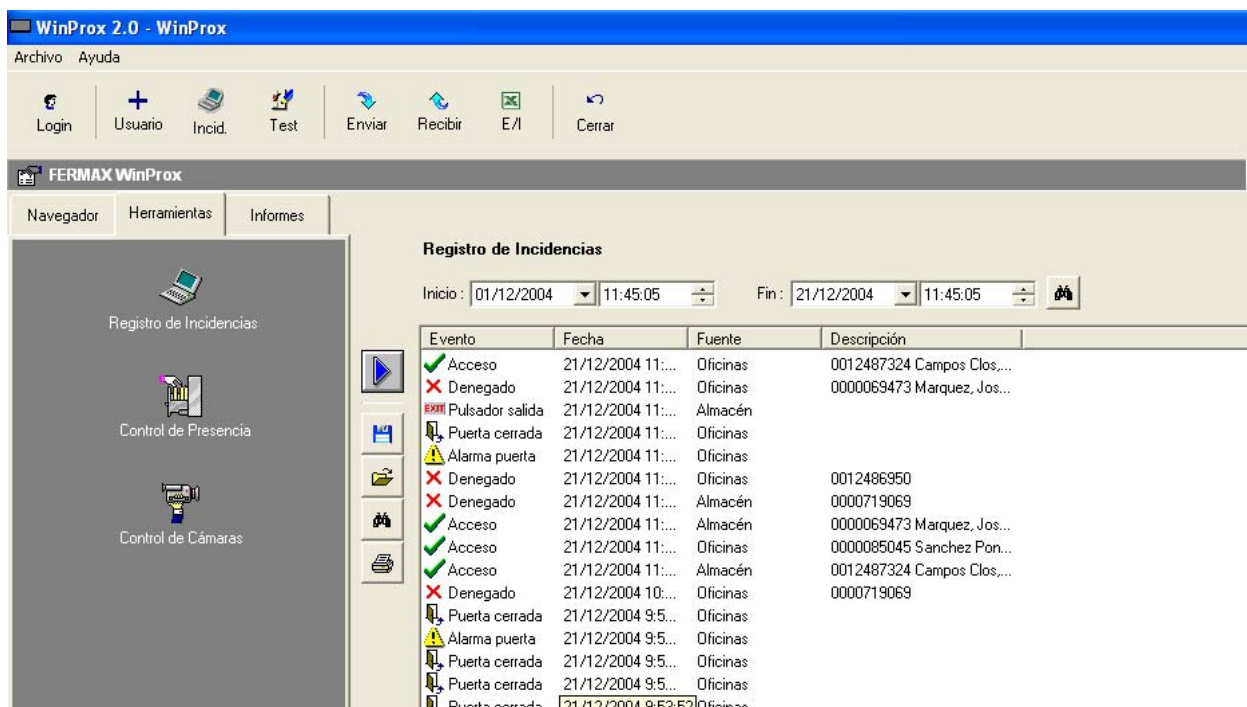 WinProx 2.0 - WinProx
Archivo Ayuda
Login Usuario Incid. Test Enviar Recibir E/I Cerrar
FERMAX WinProx
Navegador Herramientas Informes
Registro de Incidencias
Control de Presencia
Control de Cámaras
Registro de Incidencias
Inicio : 01/12/2004 11:45:05 Fin : 21/12/2004 11:45:05
Evento Fecha Fuente Descripción
Acceso 21/12/2004 11:... Oficinas 0012487324 Campos Clos,...
Denegado 21/12/2004 11:... Oficinas 0000069473 Marquez, Jos...
EXIT Pulsador salida 21/12/2004 11:... Almacén
Puerta cerrada 21/12/2004 11:... Oficinas
Alarma puerta 21/12/2004 11:... Oficinas
Denegado 21/12/2004 11:... Oficinas 0012486950
Denegado 21/12/2004 11:... Almacén 0000719069
Acceso 21/12/2004 11:... Almacén 0000069473 Marquez, Jos...
Acceso 21/12/2004 11:... Oficinas 0000085045 Sanchez Pon...
Acceso 21/12/2004 11:... Almacén 0012487324 Campos Clos,...
Denegado 21/12/2004 10:... Oficinas 0000719069
Puerta cerrada 21/12/2004 9:5... Oficinas
Alarma puerta 21/12/2004 9:5... Oficinas
Puerta cerrada 21/12/2004 9:5... Oficinas
Puerta cerrada 21/12/2004 9:5... Oficinas
Puerta cerrada 21/12/2004 9:53:52 Oficinas